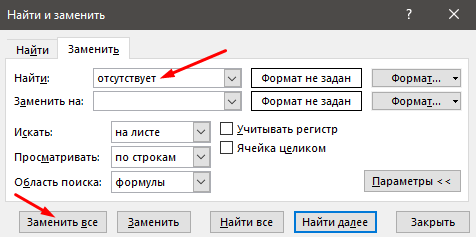 Найти и заменить
Найти Заменить
Найти: отсутствует Формат не задан Формат...
Заменить на: Формат не задан Формат...
Искать: на листе Учитывать регистр
Просматривать: по строкам Ячейка целиком
Область поиска: формулы Параметры <<
Заменить все Заменить Найти все Найти далее Закрыть